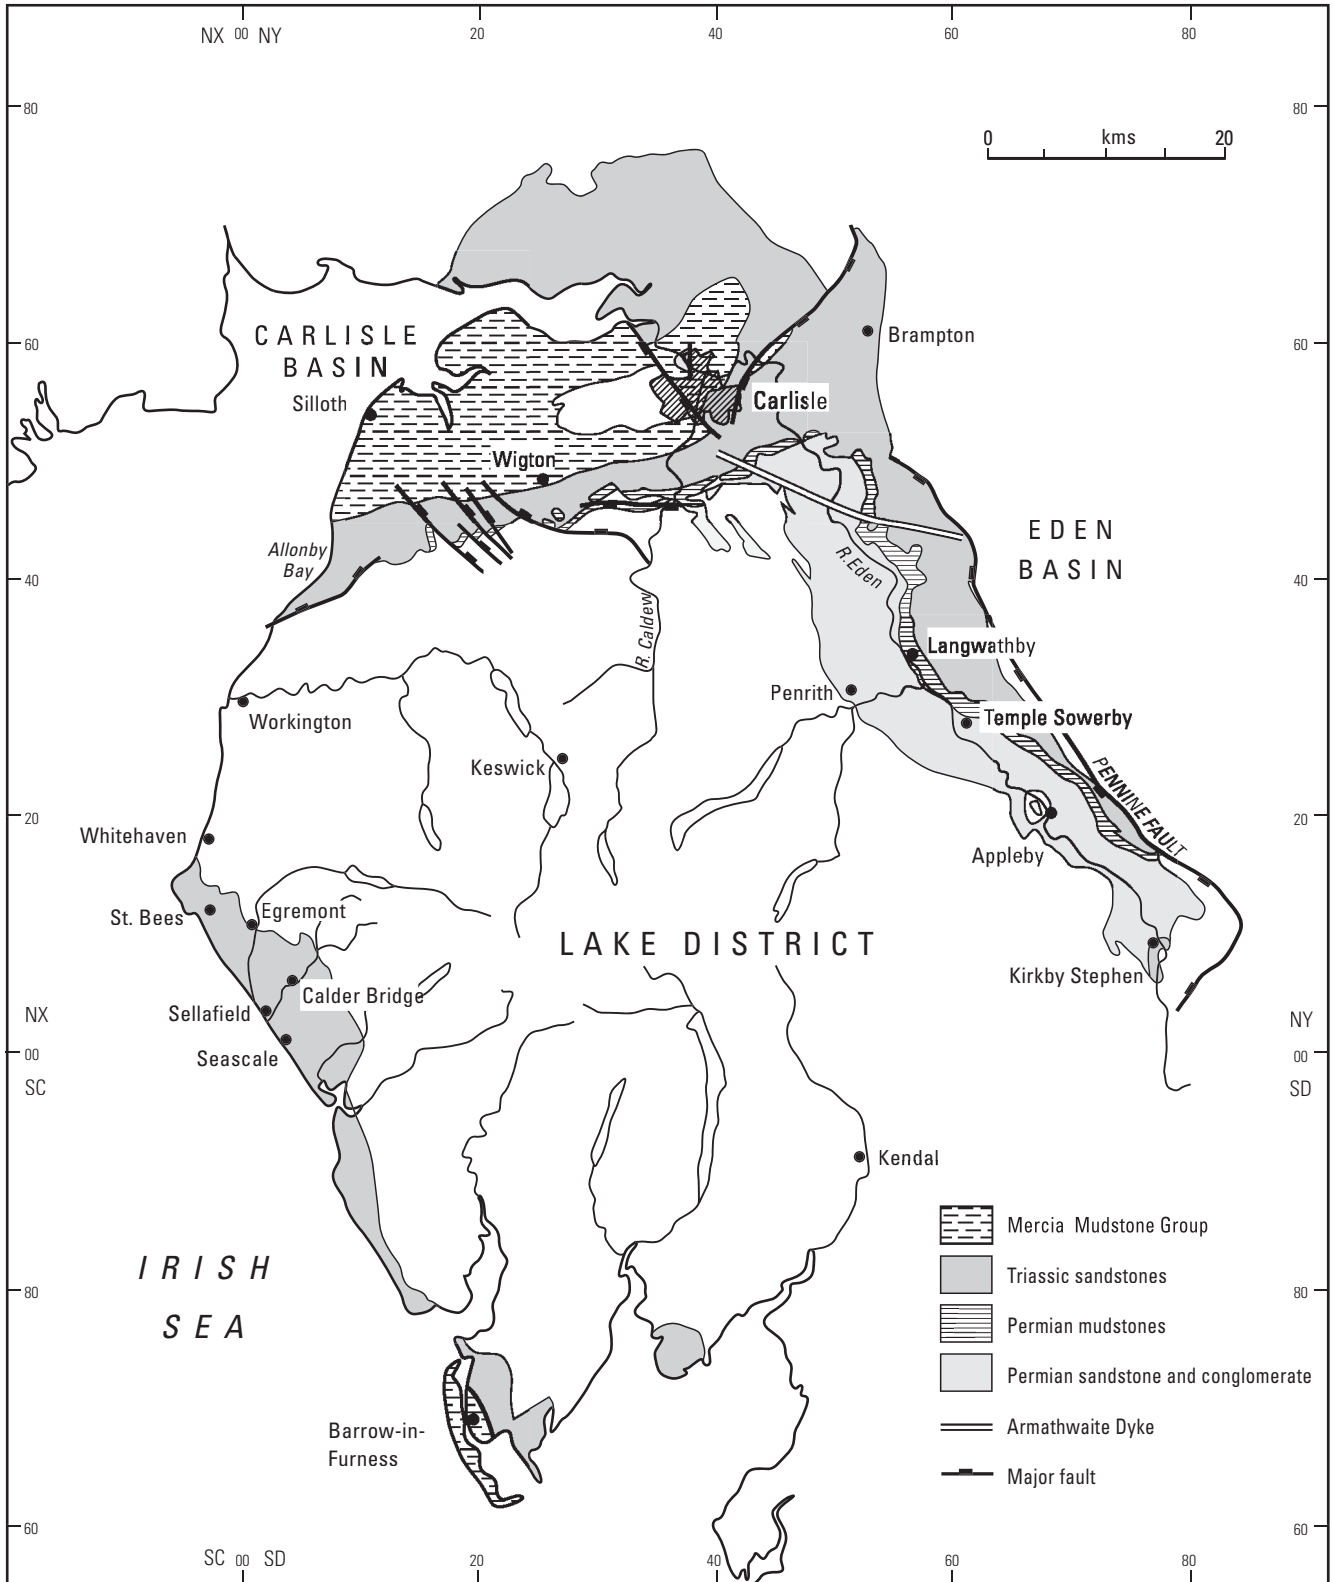 NX 00 NY 20 40 60 80
80 80
0 kms 20
CARLISLE
BASIN
60 60
Brampton
Silloth
Carlisle
Wigton
EDEN
BASIN
Allonby
Bay
R.Eden
40 40
R. Caldew
Langwathby
Penrith
Temple Sowerby
Workington
Keswick
PENNINE FAULT
20 20
Whitehaven
Appleby
St. Bees
Egremont
LAKE DISTRICT
Kirkby Stephen
Calder Bridge
Sellafield
NX NY
Seascale
00 00
SC SD
Kendal
Mercia Mudstone Group
IRISH
SEA
Triassic sandstones
80 80
Permian mudstones
Permian sandstone and conglomerate
Barrow-in-
Furness
Armathwaite Dyke
Major fault
60 60
SC 00 SD 20 40 60 80